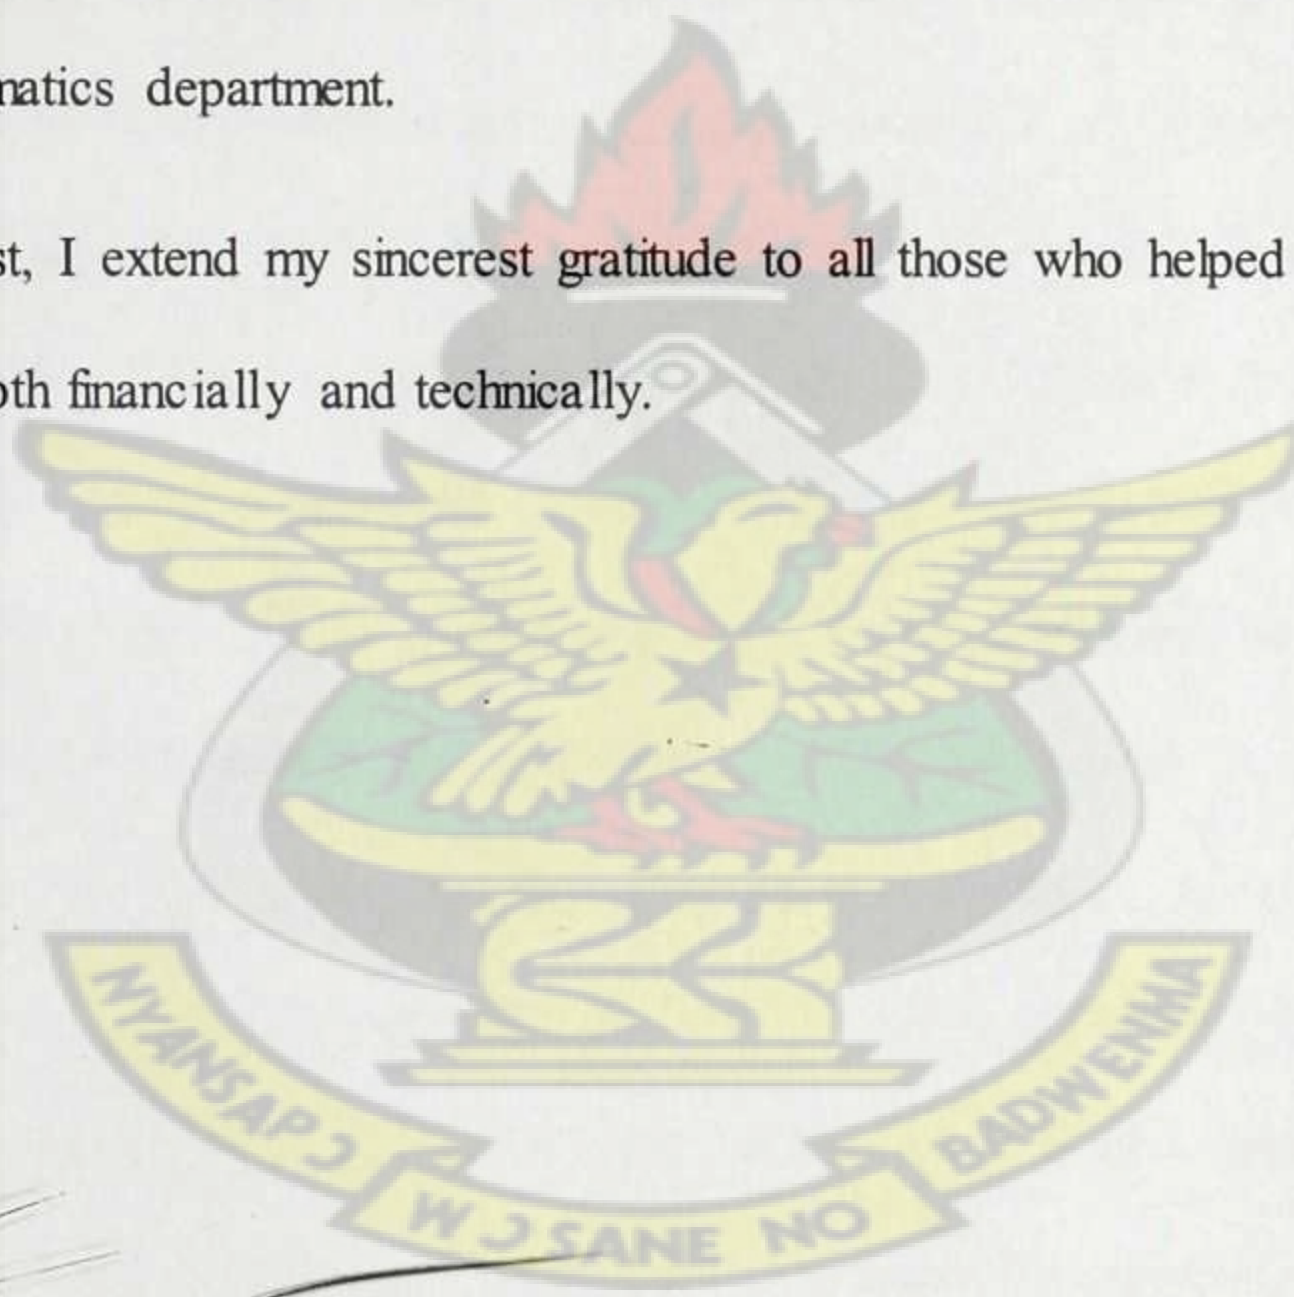 matics department.
st, I extend my sincerest gratitude to all those who helped
oth financially and technically.
NYANSAPƆ
WƆSANE NO
BADWENMA